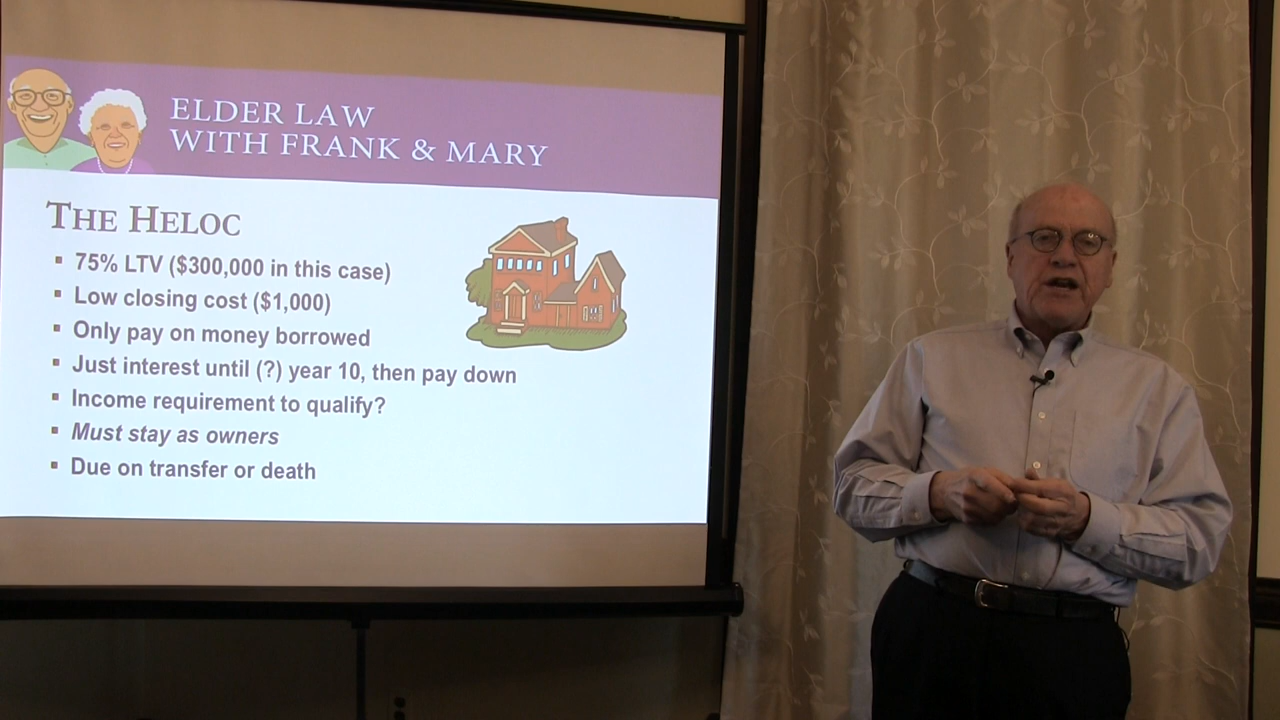 ELDER LAW
WITH FRANK & MARY
THE HELOC
▪ 75% LTV ($300,000 in this case)
▪ Low closing cost ($1,000)
▪ Only pay on money borrowed
▪ Just interest until (?) year 10, then pay down
▪ Income requirement to qualify?
▪ Must stay as owners
▪ Due on transfer or death